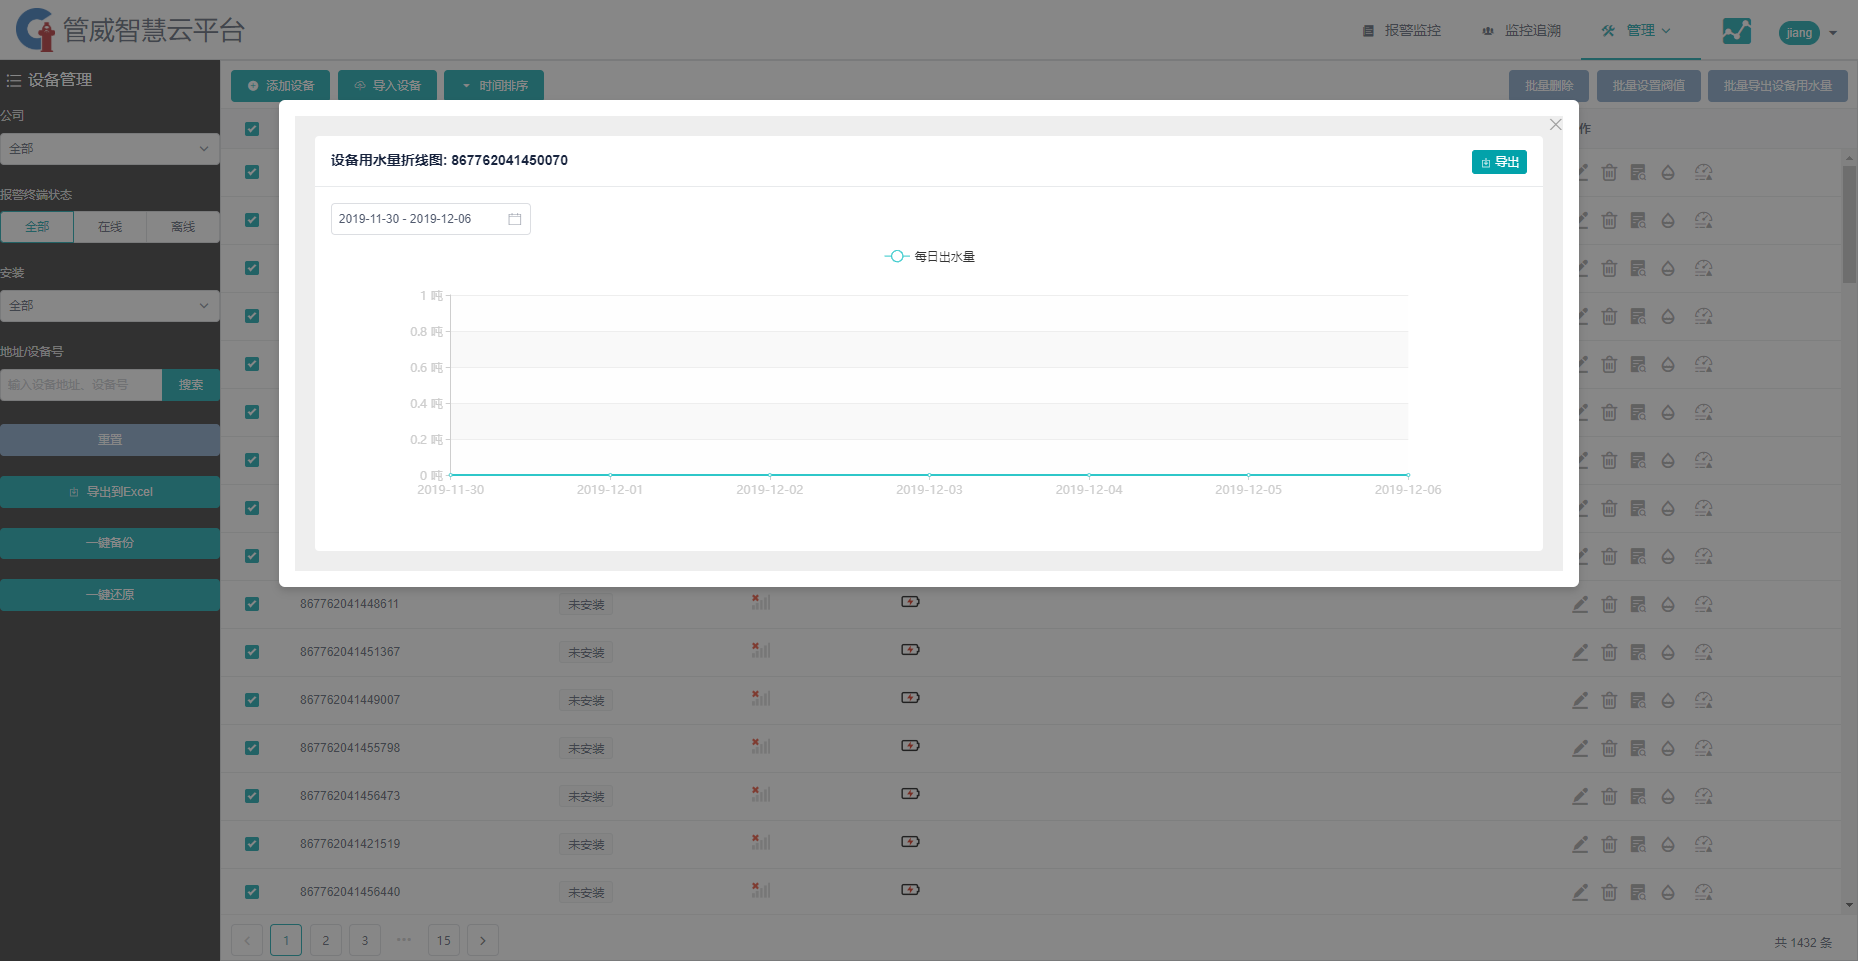 管威智慧云平台
报警监控
监控追溯
管理
jiang
设备管理
公司
全部
报警终端状态
全部 在线 离线
安装
全部
地址/设备号
输入设备地址、设备号 搜索
重置
导出到Excel
一键备份
一键还原
添加设备 导入设备 时间排序
批量删除 批量设置阀值 批量导出设备用水量
作
设备用水量折线图: 867762041450070
导出
2019-11-30 - 2019-12-06
每日出水量
1 吨
0.8 吨
0.6 吨
0.4 吨
0.2 吨
0 吨
2019-11-30 2019-12-01 2019-12-02 2019-12-03 2019-12-04 2019-12-05 2019-12-06
867762041448611 未安装
867762041451367 未安装
867762041449007 未安装
867762041455798 未安装
867762041456473 未安装
867762041421519 未安装
867762041456440 未安装
1 2 3 ••• 15
共 1432 条